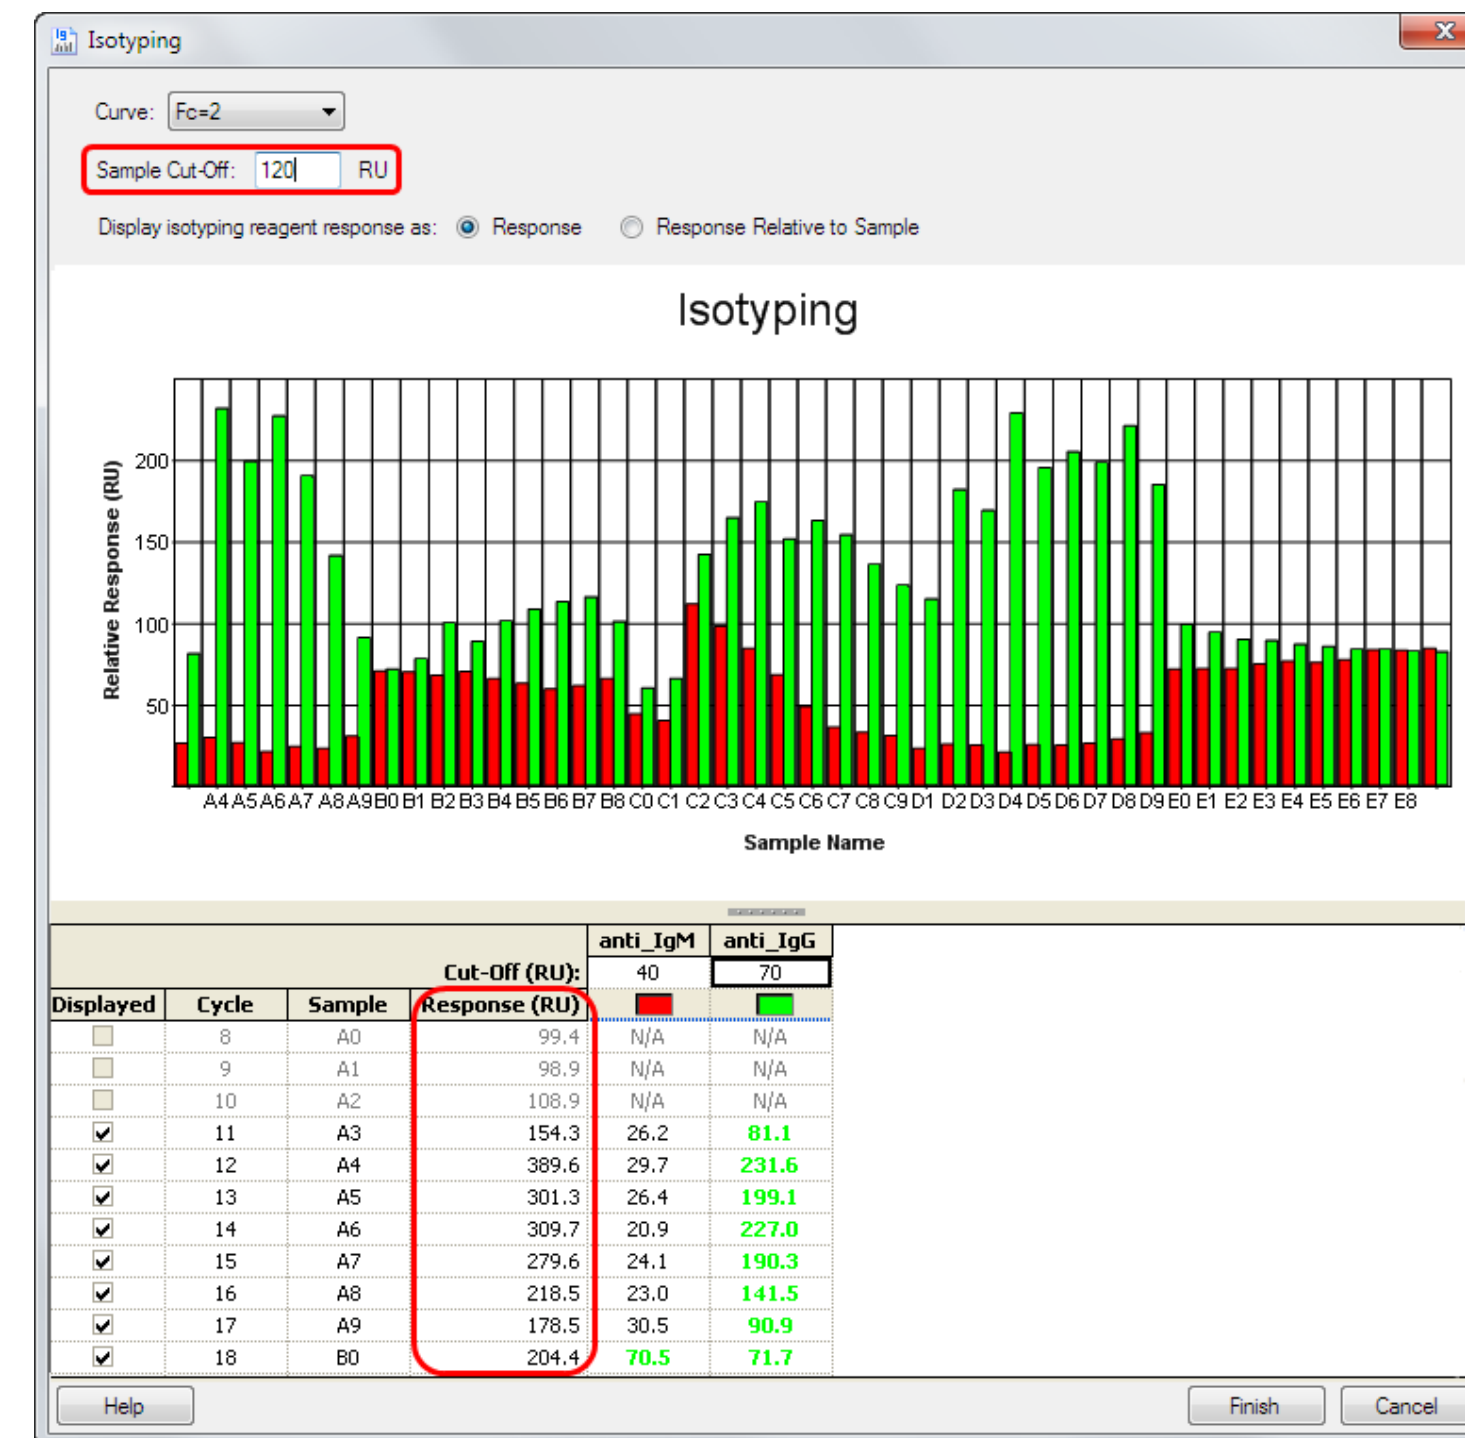 Isotyping
Curve: Fc=2
Sample Cut-Off: 120 RU
Display isotyping reagent response as: Response Response Relative to Sample
Isotyping
Relative Response (RU)
200
150
100
50
A4 A5 A6 A7 A8 A9 B0 B1 B2 B3 B4 B5 B6 B7 B8 C0 C1 C2 C3 C4 C5 C6 C7 C8 C9 D1 D2 D3 D4 D5 D6 D7 D8 D9 E0 E1 E2 E3 E4 E5 E6 E7 E8
Sample Name
anti_IgM anti_IgG
Cut-Off (RU): 40 70
Displayed Cycle Sample Response (RU)
8 A0 99.4 N/A N/A
9 A1 98.9 N/A N/A
10 A2 108.9 N/A N/A
11 A3 154.3 26.2 81.1
12 A4 389.6 29.7 231.6
13 A5 301.3 26.4 199.1
14 A6 309.7 20.9 227.0
15 A7 279.6 24.1 190.3
16 A8 218.5 23.0 141.5
17 A9 178.5 30.5 90.9
18 B0 204.4 70.5 71.7
Help Finish Cancel